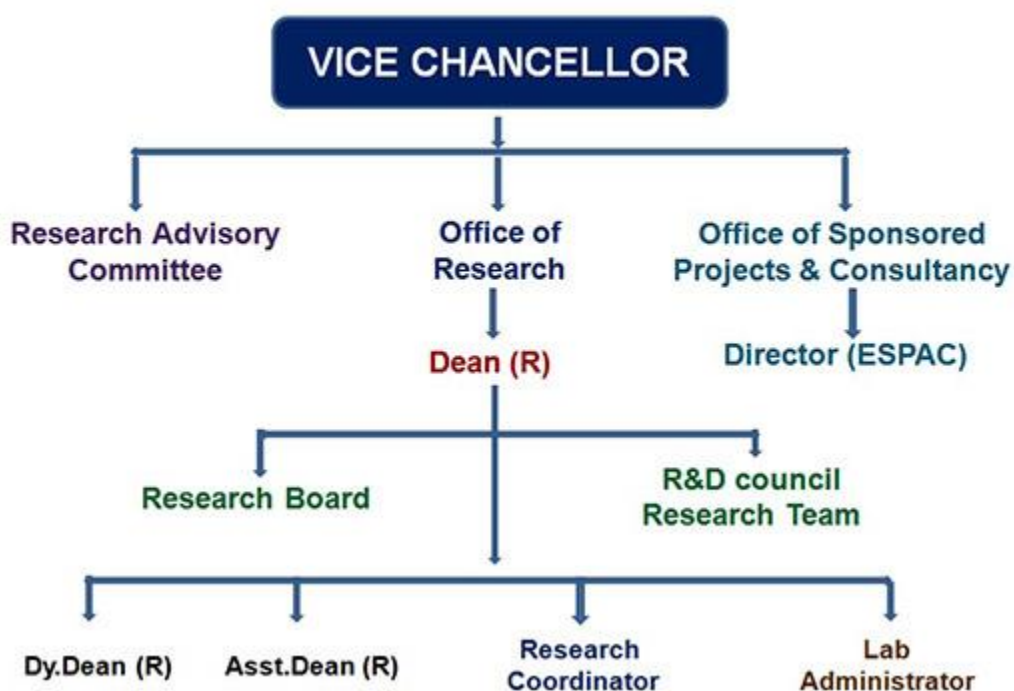 VICE CHANCELLOR
Research Advisory
Committee
Office of
Research
Office of Sponsored
Projects & Consultancy
Dean (R)
Director (ESPAC)
Research Board
R&D council
Research Team
Dy.Dean (R)
Asst.Dean (R)
Research
Coordinator
Lab
Administrator